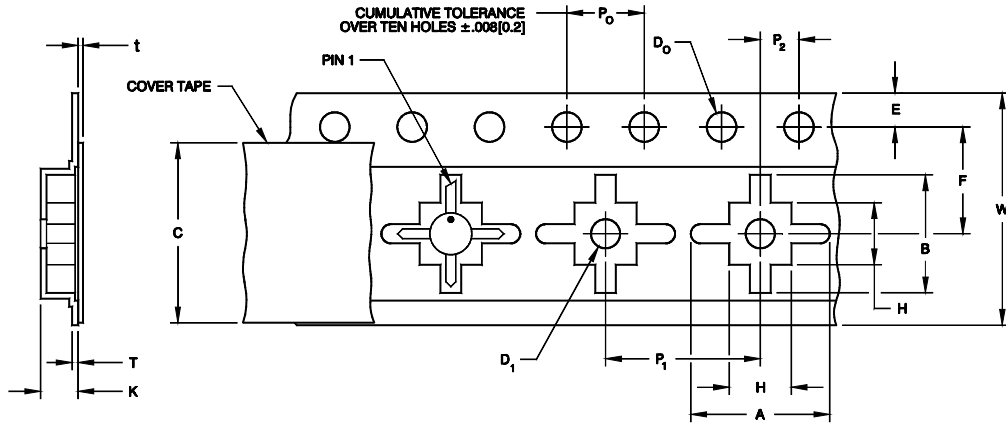 CUMULATIVE TOLERANCE
OVER TEN HOLES ±.008[0.2]
PO
DO
P2
t
PIN 1
COVER TAPE
E
F
W
C
B
H
D1
P1
H
A
T
K